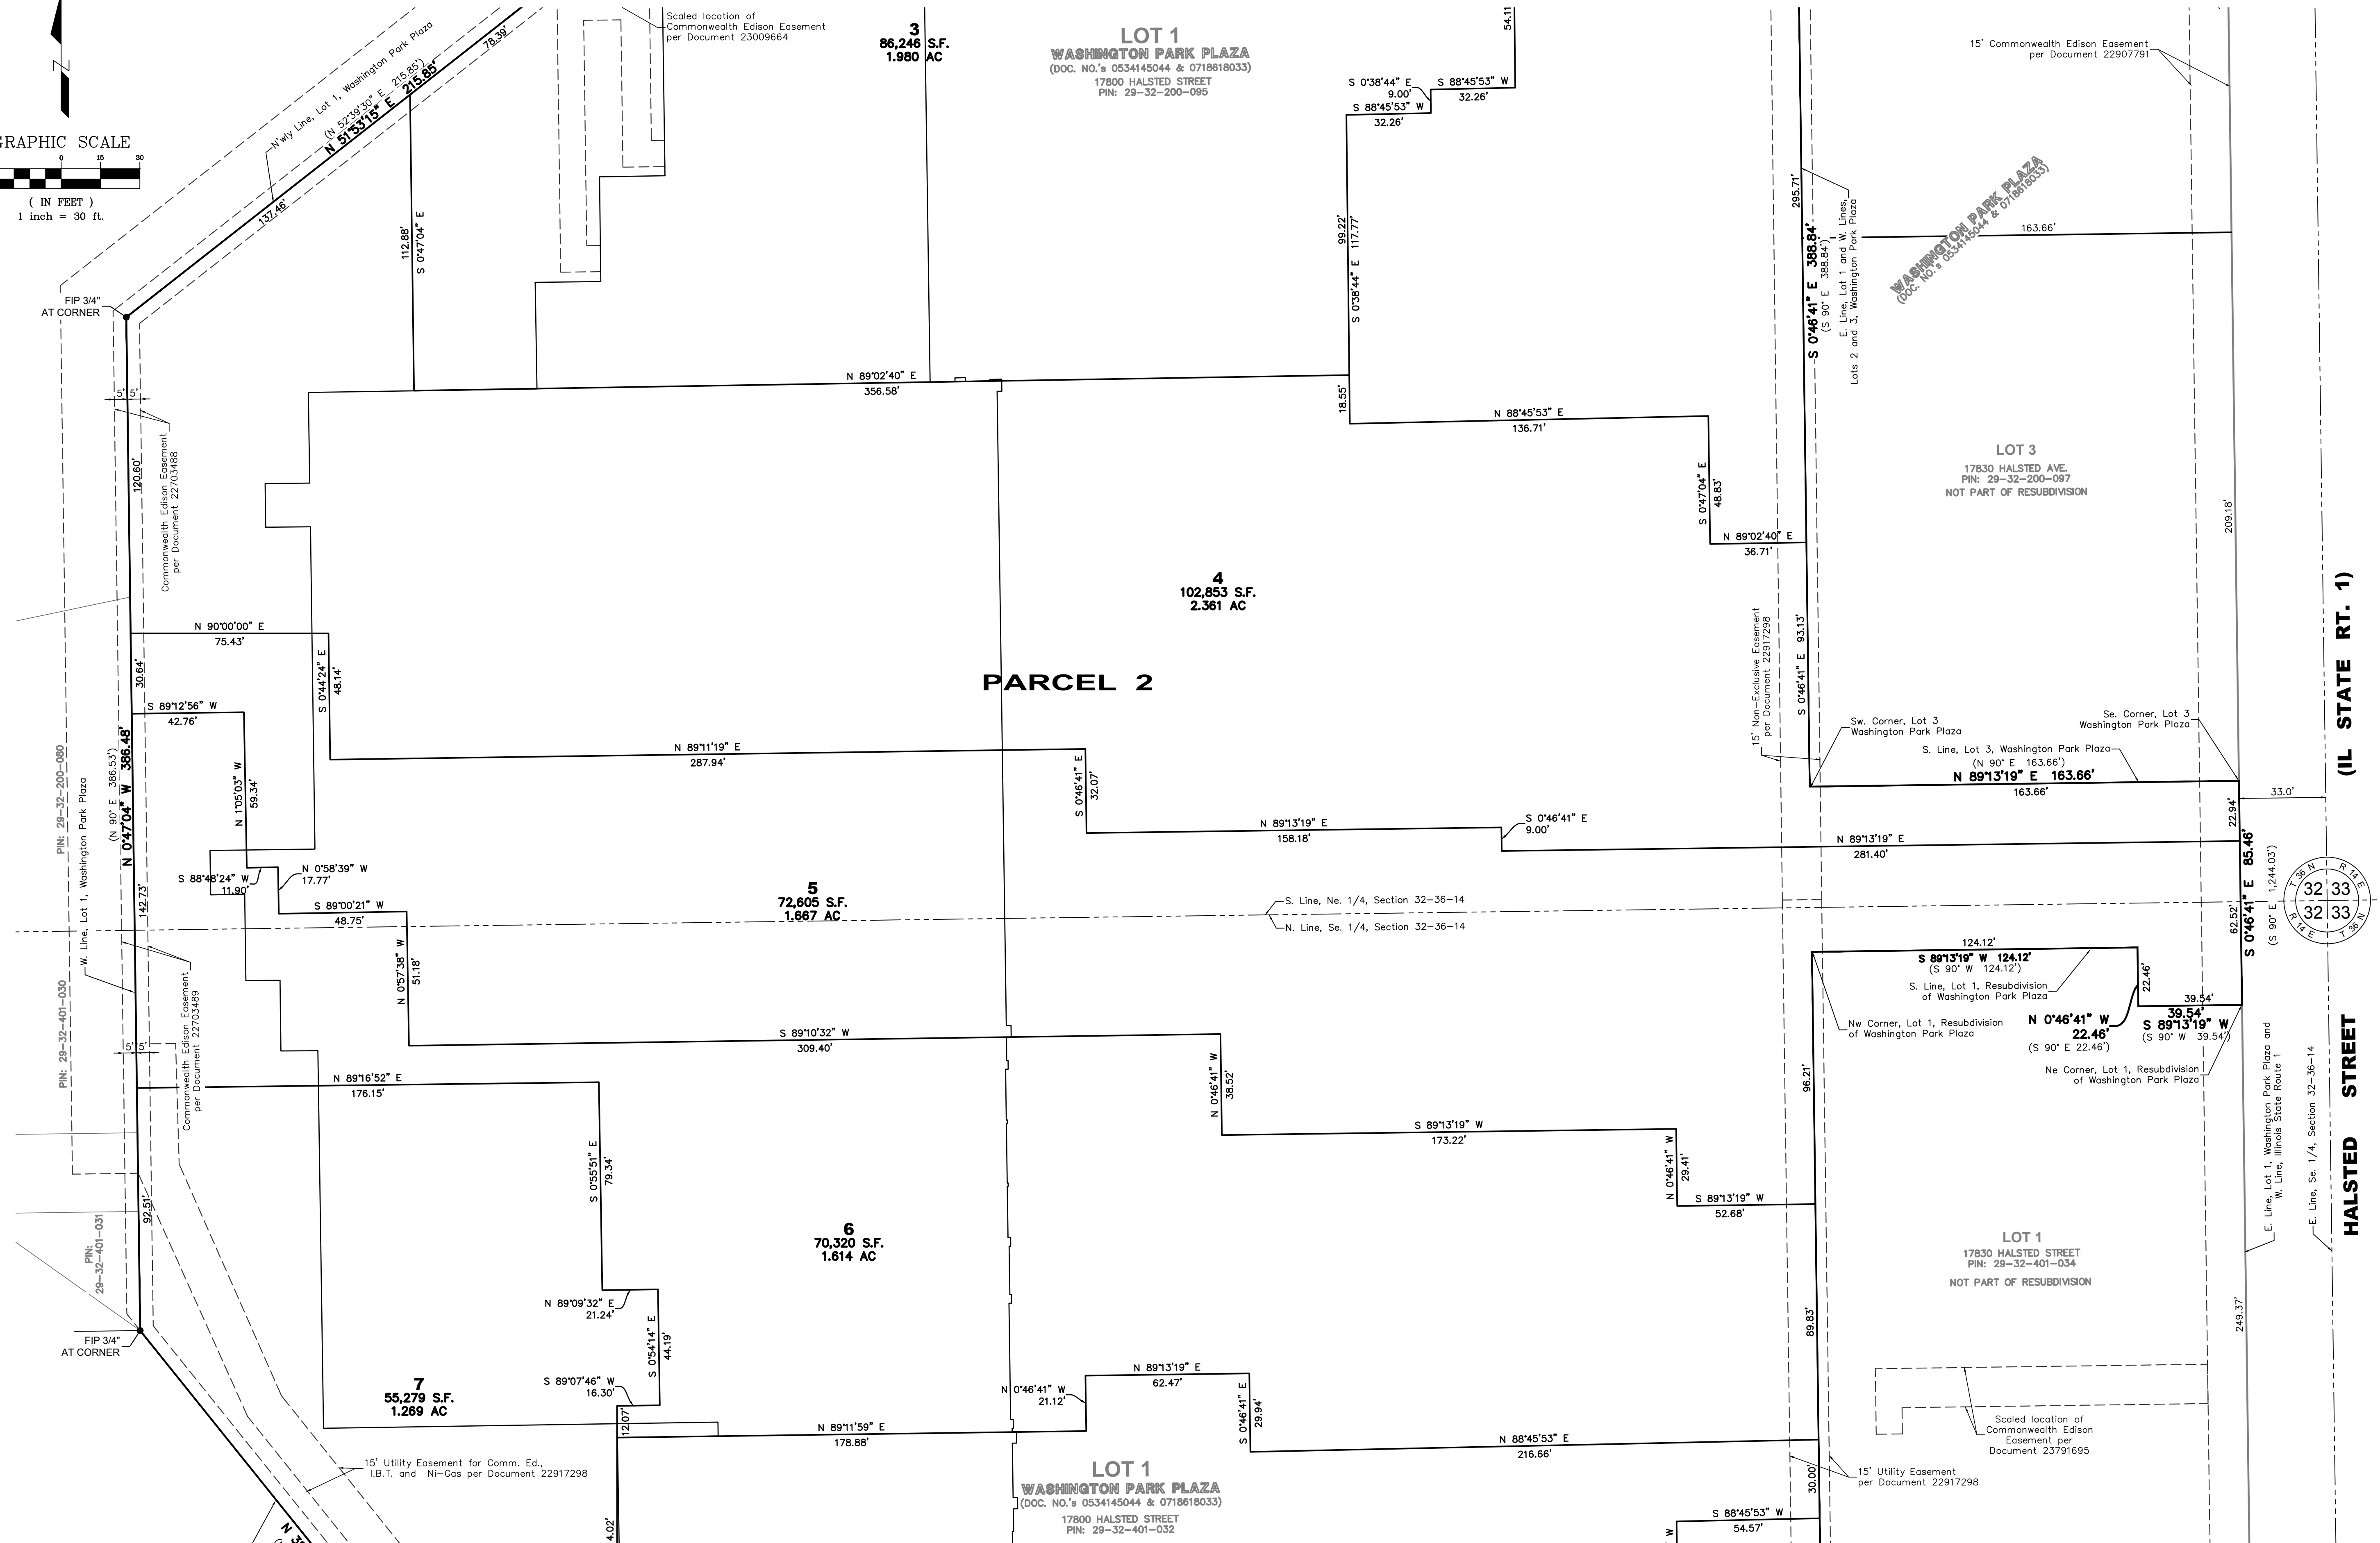 GRAPHIC SCALE
0 15 30
( IN FEET )
1 inch = 30 ft.
N'wly Line, Lot 1, Washington Park Plaza
(N 52°39'30" E 215.85')
N 51°53'15" E 215.85'
78.39'
137.46'
Scaled location of
Commonwealth Edison Easement
per Document 23009664
3
86,246 S.F.
1.980 AC
LOT 1
WASHINGTON PARK PLAZA
(DOC. NO.'s 0534145044 & 0718618033)
17800 HALSTED STREET
PIN: 29-32-200-095
54.11
S 0°38'44" E
9.00'
S 88°45'53" W
32.26'
S 88°45'53" W
32.26'
15' Commonwealth Edison Easement
per Document 22907791
112.88'
S 0°47'04" E
99.22'
S 0°38'44" E 117.77'
295.71'
S 0°46'41" E 388.84'
(S 90° E 388.84')
E. Line, Lot 1 and W. Lines,
Lots 2 and 3, Washington Park Plaza
WASHINGTON PARK PLAZA
(DOC. NO.'s 0534145044 & 0718618033)
163.66'
FIP 3/4"
AT CORNER
5' 5'
Commonwealth Edison Easement
per Document 22703488
120.60'
N 89°02'40" E
356.58'
18.55'
N 88°45'53" E
136.71'
S 0°47'04" E
48.83'
N 89°02'40" E
36.71'
LOT 3
17830 HALSTED AVE.
PIN: 29-32-200-097
NOT PART OF RESUBDIVISION
209.18'
4
102,853 S.F.
2.361 AC
PARCEL 2
N 90°00'00" E
75.43'
30.64'
S 0°44'24" E
48.14'
S 89°12'56" W
42.76'
N 1°05'03" W
59.34'
N 89°11'19" E
287.94'
S 0°46'41" E
32.07'
N 89°13'19" E
158.18'
S 0°46'41" E
9.00'
N 89°13'19" E
281.40'
15' Non-Exclusive Easement
per Document 22917298
S 0°46'41" E 93.13'
Sw. Corner, Lot 3
Washington Park Plaza
Se. Corner, Lot 3
Washington Park Plaza
S. Line, Lot 3, Washington Park Plaza
(N 90° E 163.66')
N 89°13'19" E 163.66'
163.66'
22.94'
33.0'
(IL STATE RT. 1)
PIN: 29-32-200-080
W. Line, Lot 1, Washington Park Plaza
(N 90° E 386.53')
N 0°47'04" W 386.48'
S 88°48'24" W
11.90'
N 0°58'39" W
17.77'
S 89°00'21" W
48.75'
142.73'
N 0°57'38" W
51.18'
5
72,605 S.F.
1.667 AC
S. Line, Ne. 1/4, Section 32-36-14
N. Line, Se. 1/4, Section 32-36-14
62.52'
S 0°46'41" E 85.46'
(S 90° E 1,244.03')
T 36 N
R 14 E
32 33
32 33
R 14 E
T 36 N
124.12'
S 89°13'19" W 124.12'
(S 90° W 124.12')
S. Line, Lot 1, Resubdivision
of Washington Park Plaza
22.46'
39.54'
39.54'
S 89°13'19" W
(S 90° W 39.54')
N 0°46'41" W
22.46'
(S 90° E 22.46')
Nw Corner, Lot 1, Resubdivision
of Washington Park Plaza
Ne Corner, Lot 1, Resubdivision
of Washington Park Plaza
PIN: 29-32-401-030
5' 5'
Commonwealth Edison Easement
per Document 22703489
S 89°10'32" W
309.40'
N 0°46'41" W
38.52'
S 89°13'19" W
173.22'
N 0°46'41" W
29.41'
S 89°13'19" W
52.68'
96.21'
N 89°16'52" E
176.15'
S 0°55'51" E
79.34'
92.51'
PIN:
29-32-401-031
6
70,320 S.F.
1.614 AC
N 89°09'32" E
21.24'
S 0°54'14" E
44.19'
S 89°07'46" W
16.30'
12.07'
LOT 1
17830 HALSTED STREET
PIN: 29-32-401-034
NOT PART OF RESUBDIVISION
E. Line, Lot 1, Washington Park Plaza and
W. Line, Illinois State Route 1
E. Line, Se. 1/4, Section 32-36-14
HALSTED STREET
89.83'
249.37'
FIP 3/4"
AT CORNER
7
55,279 S.F.
1.269 AC
N 0°46'41" W
21.12'
N 89°13'19" E
62.47'
S 0°46'41" E
29.94'
N 89°11'59" E
178.88'
N 88°45'53" E
216.66'
Scaled location of
Commonwealth Edison
Easement per
Document 23791695
15' Utility Easement for Comm. Ed.,
I.B.T. and Ni-Gas per Document 22917298
LOT 1
WASHINGTON PARK PLAZA
(DOC. NO.'s 0534145044 & 0718618033)
17800 HALSTED STREET
PIN: 29-32-401-032
30.00'
15' Utility Easement
per Document 22917298
S 88°45'53" W
54.57'
4.02'
W